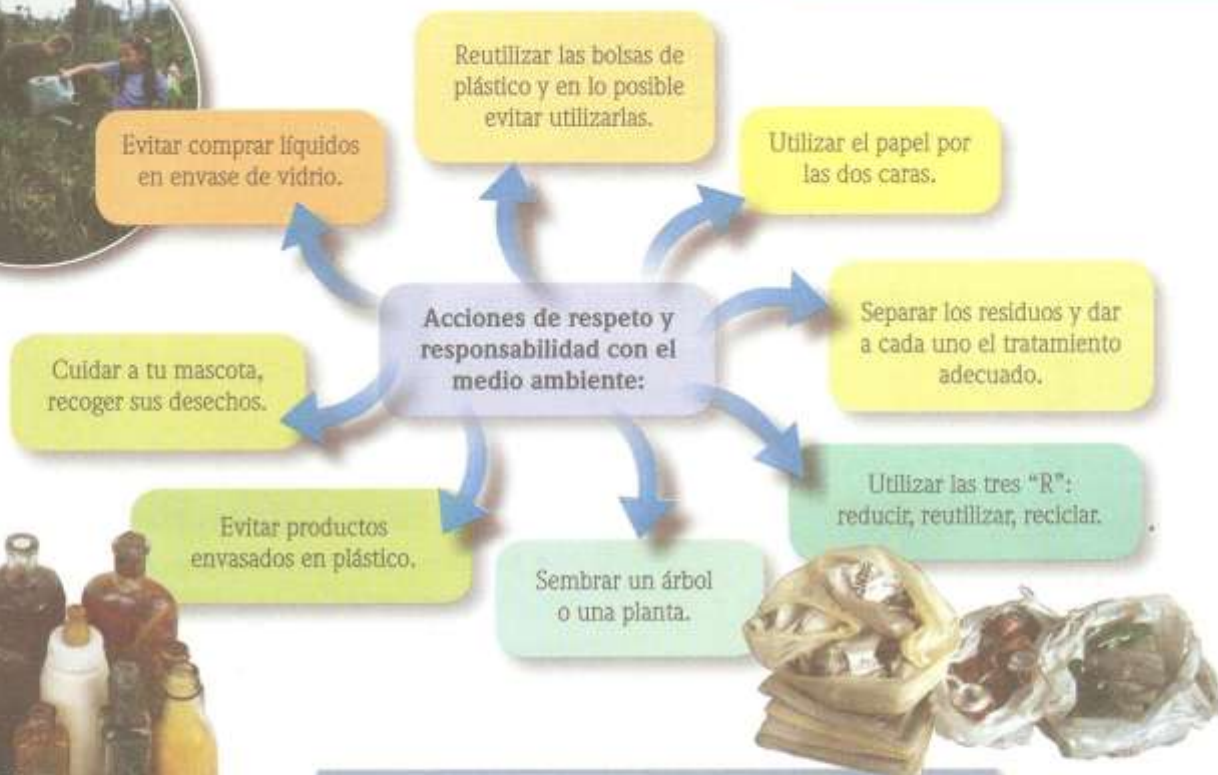 Reutilizar las bolsas de
plástico y en lo posible
evitar utilizarlas.
Evitar comprar líquidos
en envase de vidrio.
Utilizar el papel por
las dos caras.
Acciones de respeto y
responsabilidad con el
medio ambiente:
Separar los residuos y dar
a cada uno el tratamiento
adecuado.
Cuidar a tu mascota,
recoger sus desechos.
Utilizar las tres “R”:
reducir, reutilizar, reciclar.
Evitar productos
envasados en plástico.
Sembrar un árbol
o una planta.